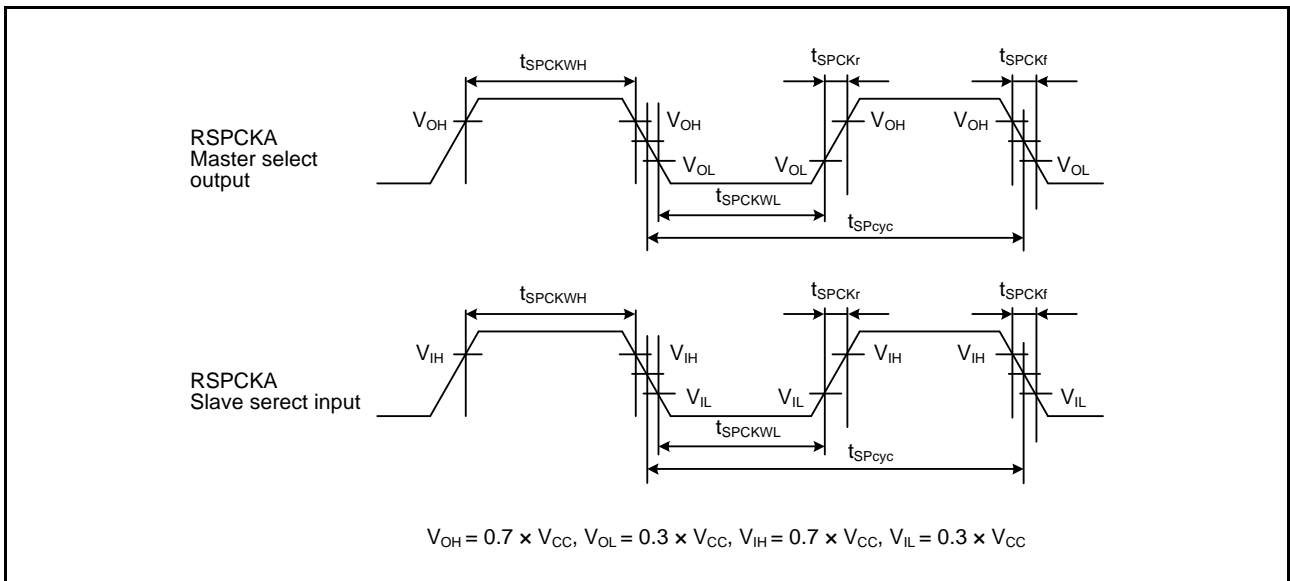 tSPCKWH tSPCKr tSPCKf
VOH VOH VOH VOH
RSPCKA
Master select
output
VOL VOL VOL
tSPCKWL
tSPcyc
tSPCKWH tSPCKr tSPCKf
VIH VIH VIH VIH
RSPCKA
Slave serect input
VIL VIL VIL
tSPCKWL
tSPcyc
VOH = 0.7 × VCC, VOL = 0.3 × VCC, VIH = 0.7 × VCC, VIL = 0.3 × VCC